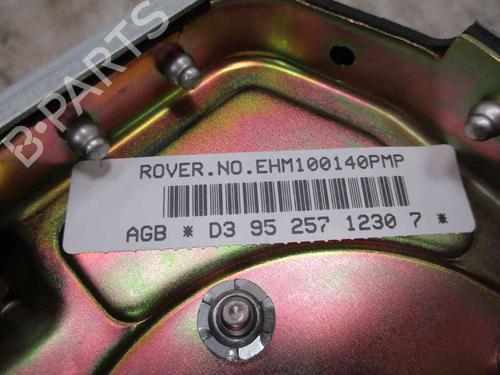 B-PARTS
ROVER.NO.EHM100140PMP
AGB * D3 95 257 1230 7 *